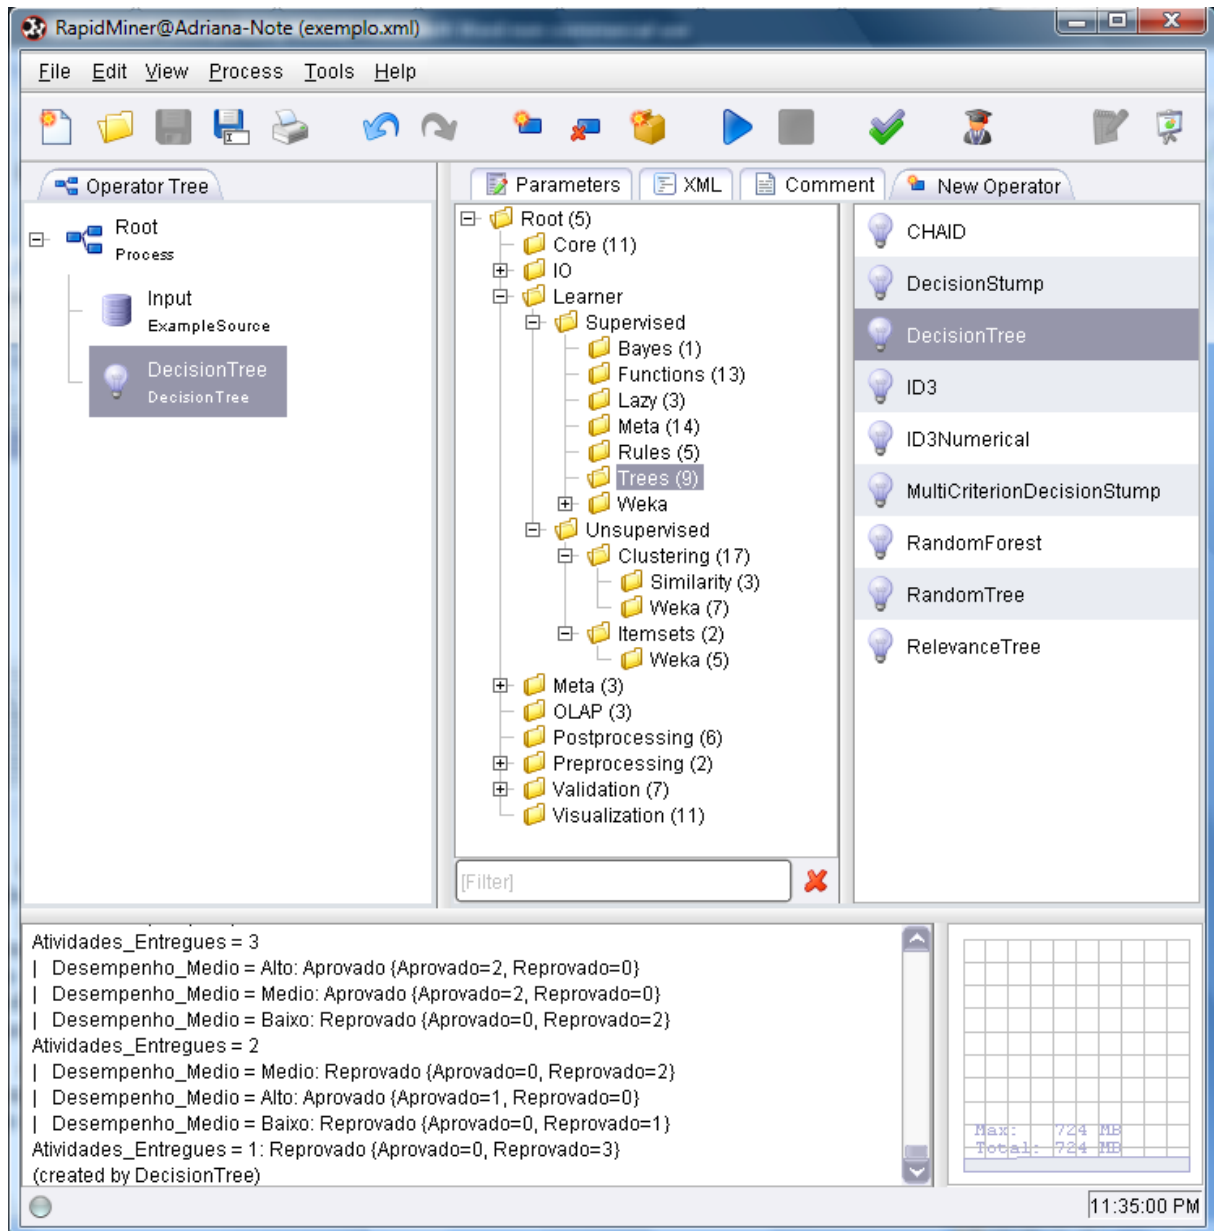 RapidMiner@Adriana-Note (exemplo.xml)
File Edit View Process Tools Help
Operator Tree
Root
Process
Input
ExampleSource
DecisionTree
DecisionTree
Parameters XML Comment New Operator
Root (5)
Core (11)
IO
Learner
Supervised
Bayes (1)
Functions (13)
Lazy (3)
Meta (14)
Rules (5)
Trees (9)
Weka
Unsupervised
Clustering (17)
Similarity (3)
Weka (7)
Itemsets (2)
Weka (5)
Meta (3)
OLAP (3)
Postprocessing (6)
Preprocessing (2)
Validation (7)
Visualization (11)
[Filter]
CHAID
DecisionStump
DecisionTree
ID3
ID3Numerical
MultiCriterionDecisionStump
RandomForest
RandomTree
RelevanceTree
Atividades_Entregues = 3
| Desempenho_Medio = Alto: Aprovado {Aprovado=2, Reprovado=0}
| Desempenho_Medio = Medio: Aprovado {Aprovado=2, Reprovado=0}
| Desempenho_Medio = Baixo: Reprovado {Aprovado=0, Reprovado=2}
Atividades_Entregues = 2
| Desempenho_Medio = Medio: Reprovado {Aprovado=0, Reprovado=2}
| Desempenho_Medio = Alto: Aprovado {Aprovado=1, Reprovado=0}
| Desempenho_Medio = Baixo: Reprovado {Aprovado=0, Reprovado=1}
Atividades_Entregues = 1: Reprovado {Aprovado=0, Reprovado=3}
(created by DecisionTree)
Max: 724 MB
Total: 724 MB
11:35:00 PM